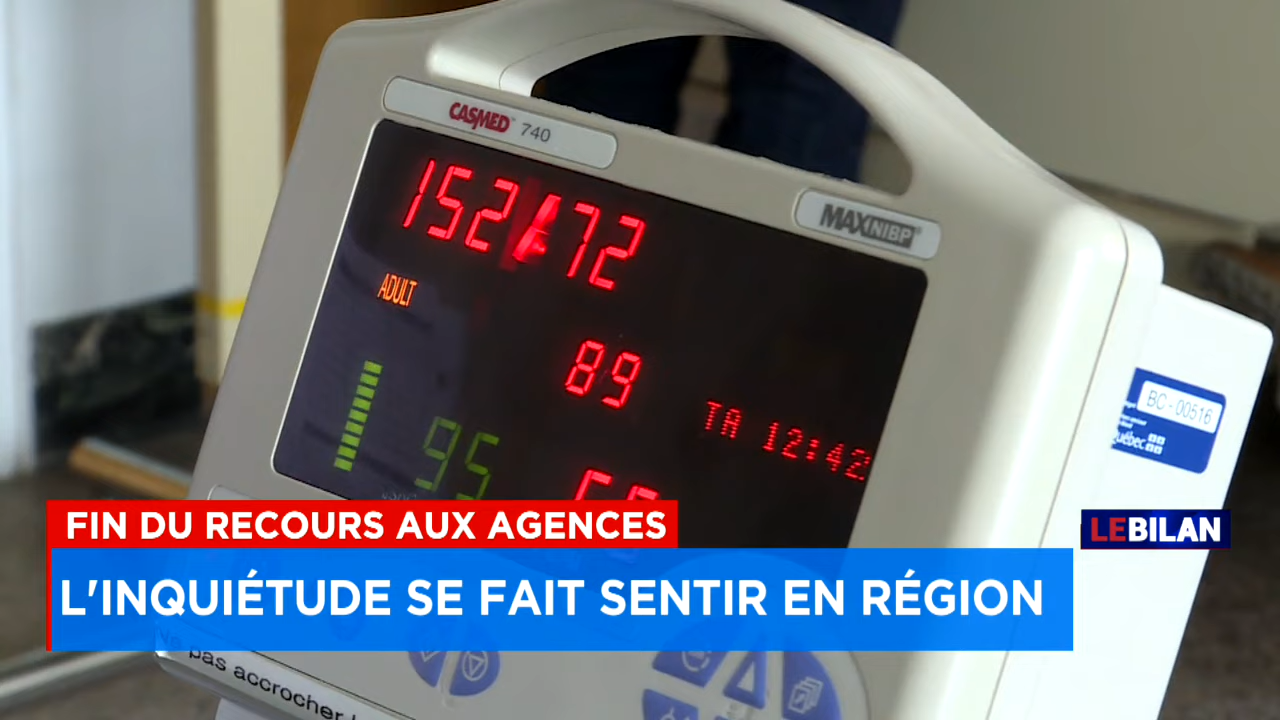 CASMED 740
MAXNIBP®
152/72
ADULT
89
TA 12:42
95
BC-00516
Québec
FIN DU RECOURS AUX AGENCES
LEBILAN
L'INQUIÉTUDE SE FAIT SENTIR EN RÉGION
pas accrocher